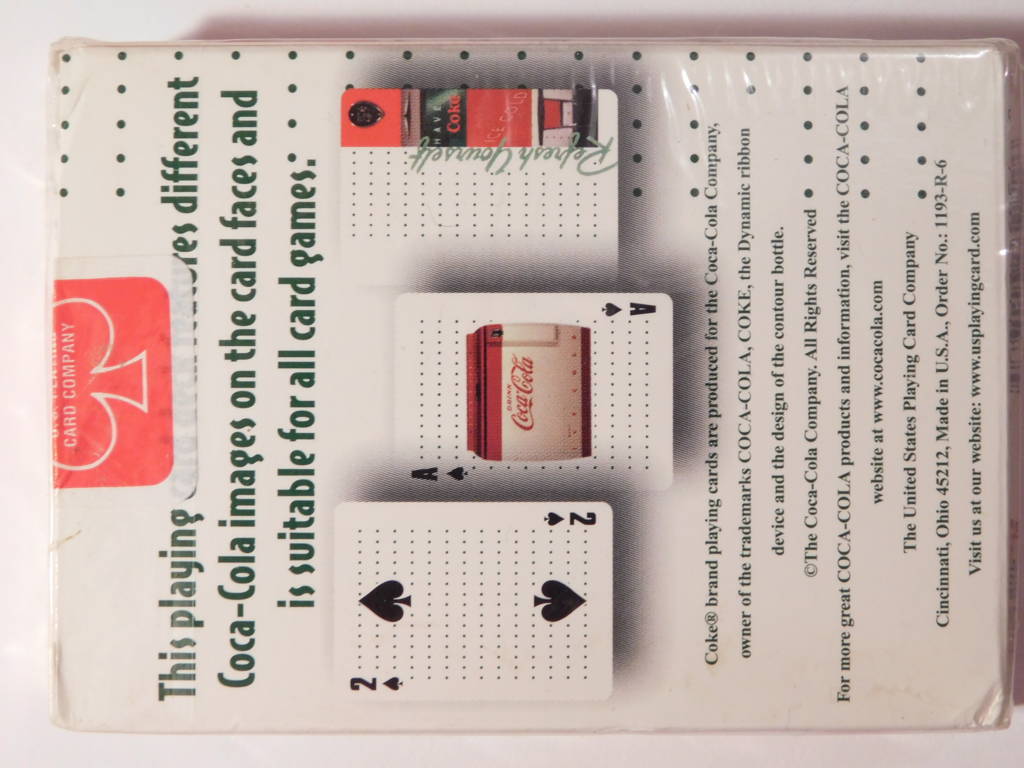 CARD COMPANY
This playing card deck features different
Coca-Cola images on the card faces and
is suitable for all card games.
2
2
A
DRINK
Coca-Cola
ICE COLD
A
HAVE
Coke
ICE COLD
Refresh Yourself
Coke® brand playing cards are produced for the Coca-Cola Company,
owner of the trademarks COCA-COLA, COKE, the Dynamic ribbon
device and the design of the contour bottle.
©The Coca-Cola Company. All Rights Reserved
For more great COCA-COLA products and information, visit the COCA-COLA
website at www.cocacola.com
The United States Playing Card Company
Cincinnati, Ohio 45212, Made in U.S.A., Order No.: 1193-R-6
Visit us at our website: www.usplayingcard.com